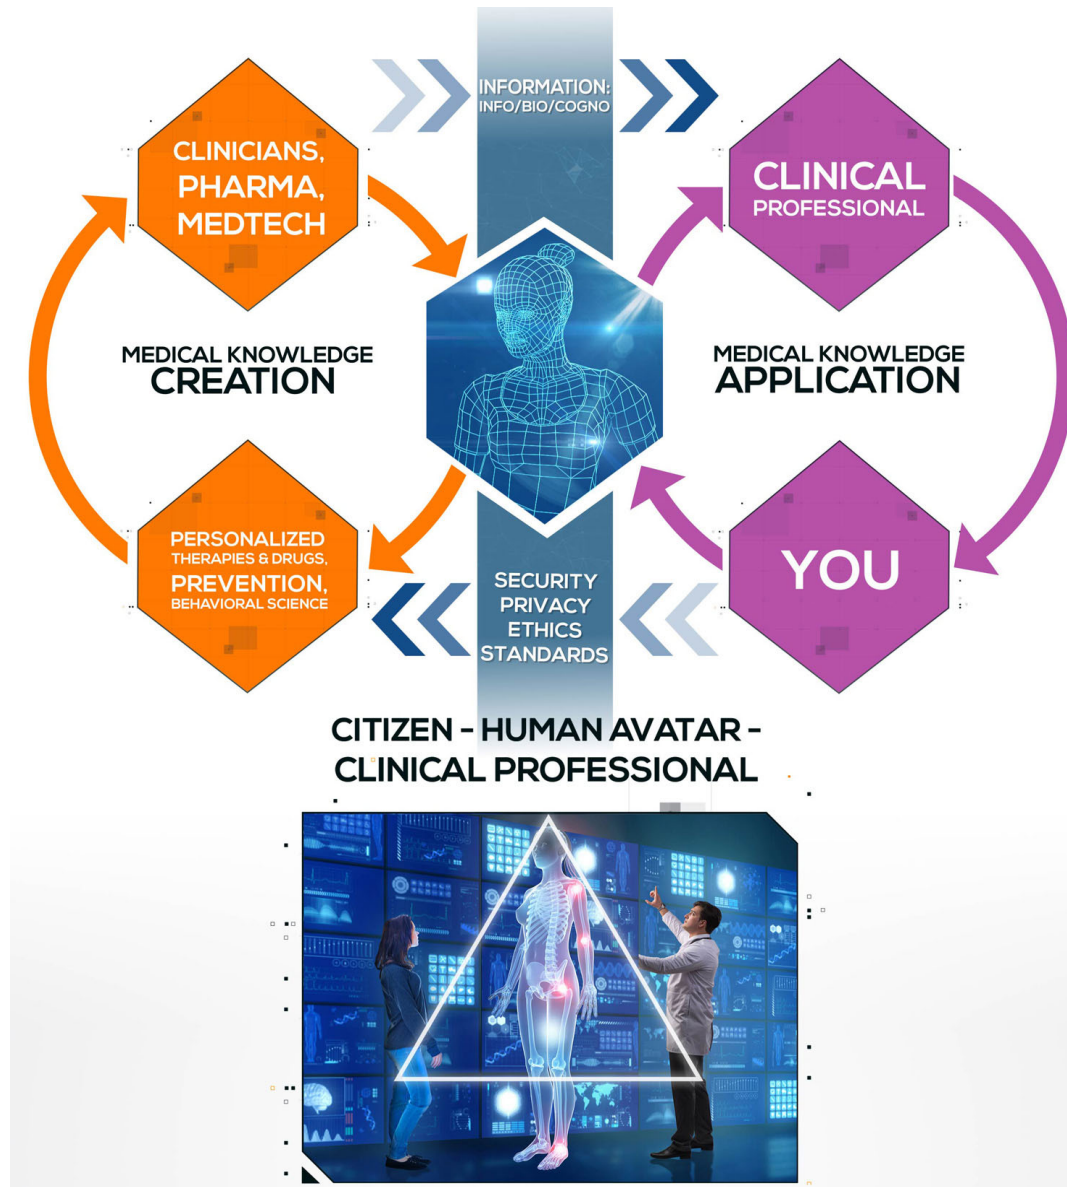 INFORMATION:
INFO/BIO/COGNO
CLINICIANS,
PHARMA,
MEDTECH
CLINICAL
PROFESSIONAL
MEDICAL KNOWLEDGE
CREATION
MEDICAL KNOWLEDGE
APPLICATION
PERSONALIZED
THERAPIES & DRUGS,
PREVENTION,
BEHAVIORAL SCIENCE
SECURITY
PRIVACY
ETHICS
STANDARDS
YOU
CITIZEN - HUMAN AVATAR -
CLINICAL PROFESSIONAL